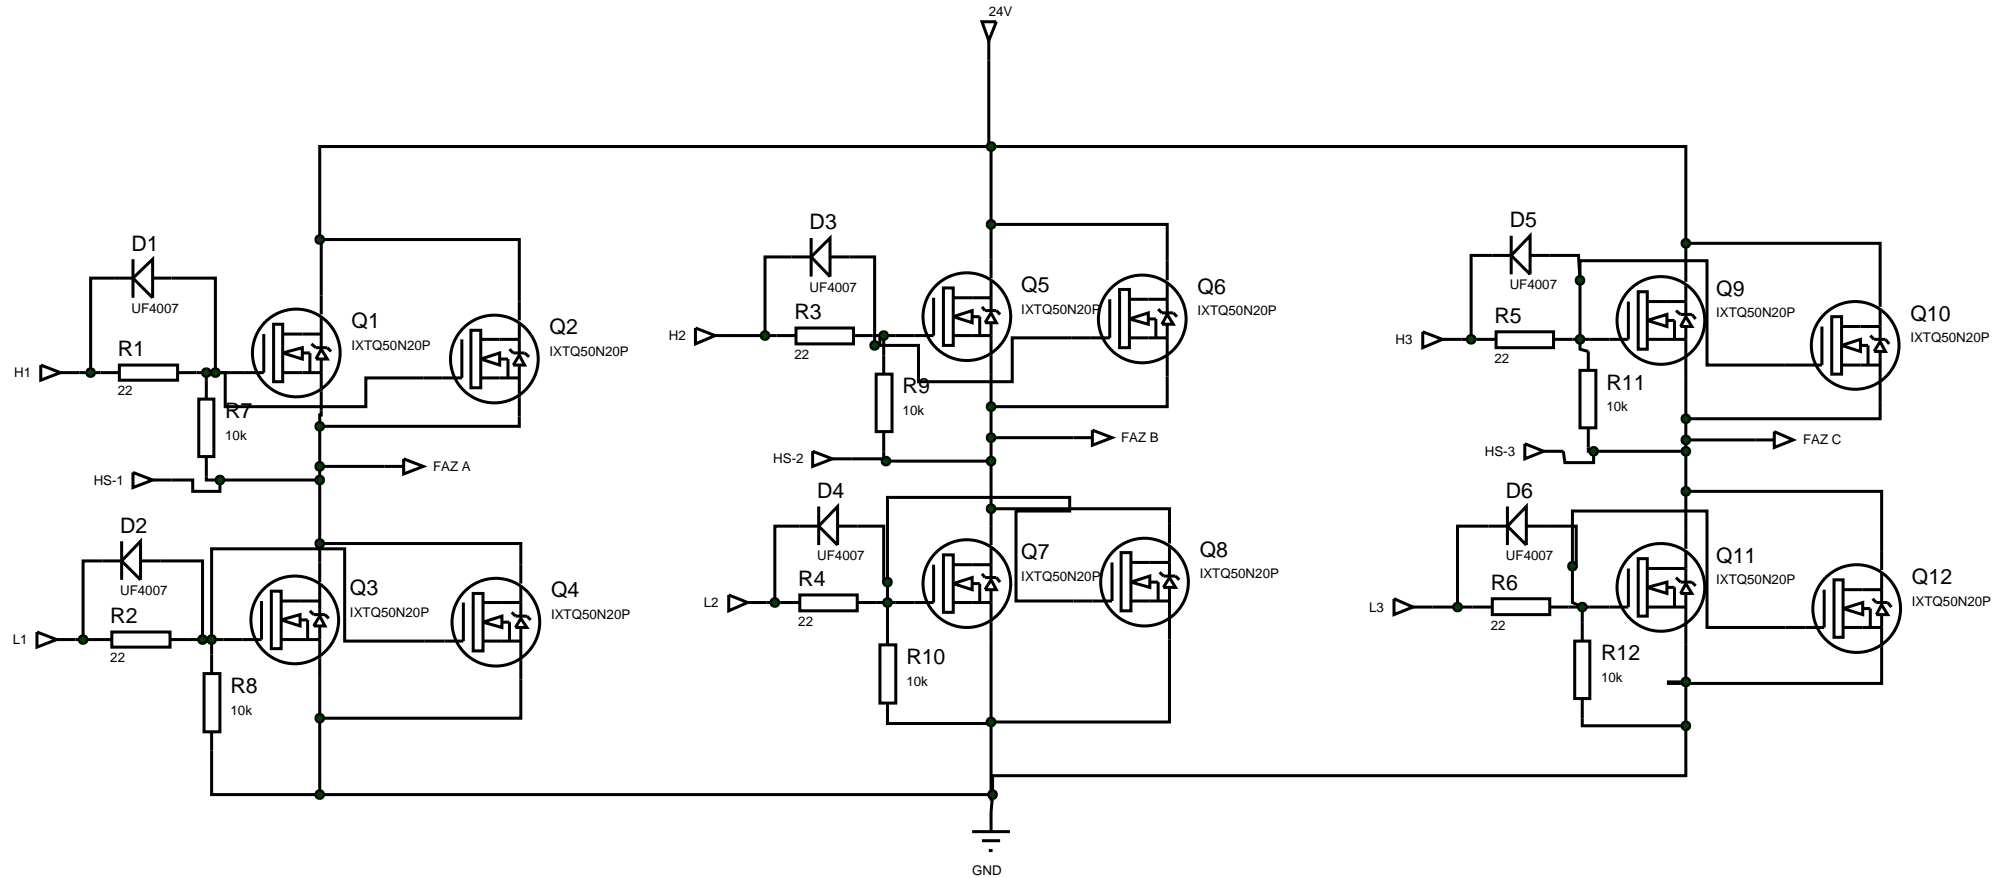 24V
D1
UF4007
R1
22
H1
R7
10k
Q1
IXTQ50N20P
Q2
IXTQ50N20P
HS-1
FAZ A
D2
UF4007
R2
22
L1
R8
10k
Q3
IXTQ50N20P
Q4
IXTQ50N20P
D3
UF4007
R3
22
H2
R9
10k
Q5
IXTQ50N20P
Q6
IXTQ50N20P
HS-2
FAZ B
D4
UF4007
R4
22
L2
R10
10k
Q7
IXTQ50N20P
Q8
IXTQ50N20P
D5
UF4007
R5
22
H3
R11
10k
Q9
IXTQ50N20P
Q10
IXTQ50N20P
HS-3
FAZ C
D6
UF4007
R6
22
L3
R12
10k
Q11
IXTQ50N20P
Q12
IXTQ50N20P
GND